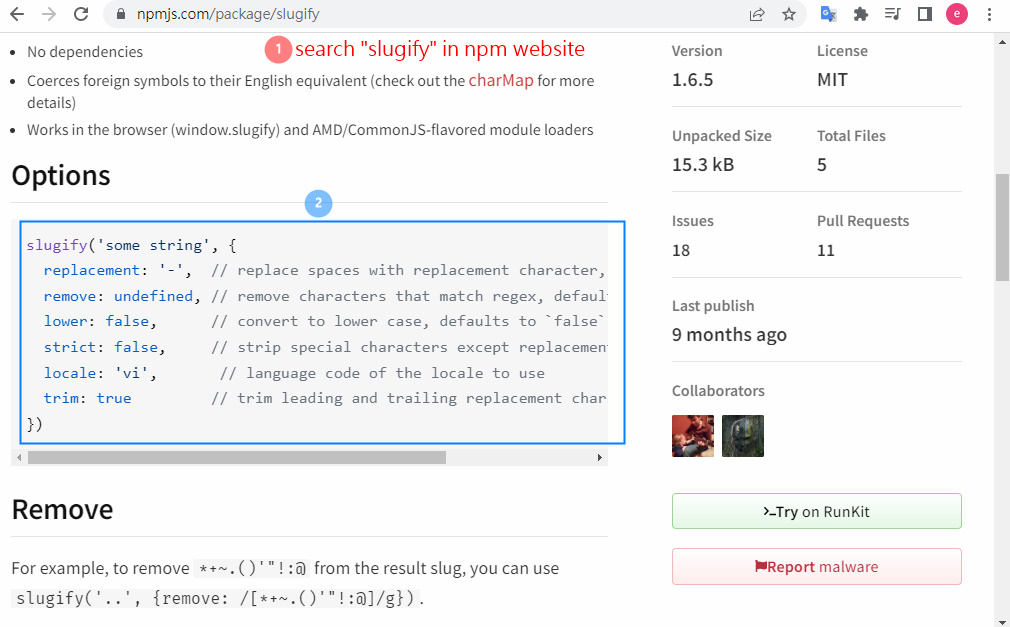 npmjs.com/package/slugify
e
No dependencies
1 search "slugify" in npm website
Coerces foreign symbols to their English equivalent (check out the charMap for more
details)
Works in the browser (window.slugify) and AMD/CommonJS-flavored module loaders
Options
2
slugify('some string', {
replacement: '-', // replace spaces with replacement character,
remove: undefined, // remove characters that match regex, defaul
lower: false, // convert to lower case, defaults to `false`
strict: false, // strip special characters except replacement
locale: 'vi', // language code of the locale to use
trim: true // trim leading and trailing replacement char
})
Remove
For example, to remove *+~.()'"!:@ from the result slug, you can use
slugify('..', {remove: /[*+~.()'"!:@]/g}).
Version
License
1.6.5
MIT
Unpacked Size
Total Files
15.3 kB
5
Issues
Pull Requests
18
11
Last publish
9 months ago
Collaborators
Try on RunKit
Report malware